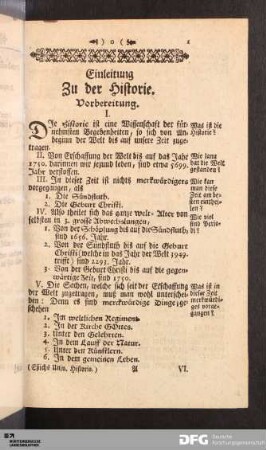 ) o (
Einleitung
Zu der Historie.
Vorbereitung.
I.
DIe Historie ist eine Wissenschaft der für-
nehmsten Begebenheiten, so sich von An-
beginn der Welt bis auf unsere Zeit zuge-
tragen.
Was ist die
Historie?
II. Von Erschaffung der Welt bis auf das Jahr
1750. darinnen wir jetzund leben, sind etwa 5699.
Jahr verflossen.
Wie lang
hat die Welt
gestanden?
III. In dieser Zeit ist nichts merkwürdigers
vorgegangen, als
1. Die Sündfluth.
2. Die Geburt Christi.
Wie kan
man diese
Zeit am be-
sten einthei-
len?
IV. Also theilet sich das ganze Welt-Alter von
selbsten in 3. grosse Abwechslungen,
1. Von der Schöpfung bis auf die Sündfluth,
sind 1656. Jahr.
2. Von der Sündfluth bis auf die Geburt
Christi (welche in das Jahr der Welt 3949.
trifft) sind 2293. Jahr.
3. Von der Geburt Christi bis auf die gegen-
wärtige Zeit, sind 1750.
Wie viel
sind Perio-
di?
V. Die Sachen, welche sich seit der Erschaffung
der Welt zugetragen, muß man wohl unterschei-
den: Denn es sind merkwürdige Dinge geschehen
1. Im weltlichen Regiment.
2. In der Kirche GOttes.
3. Unter den Gelehrten.
4. In dem Lauff der Natur.
5. Unter den Künstlern.
6. In dem gemeinen Leben.
Was ist in
dieser Zeit
merkwürdi-
ges vorge-
gangen?
A
VI.
DFG